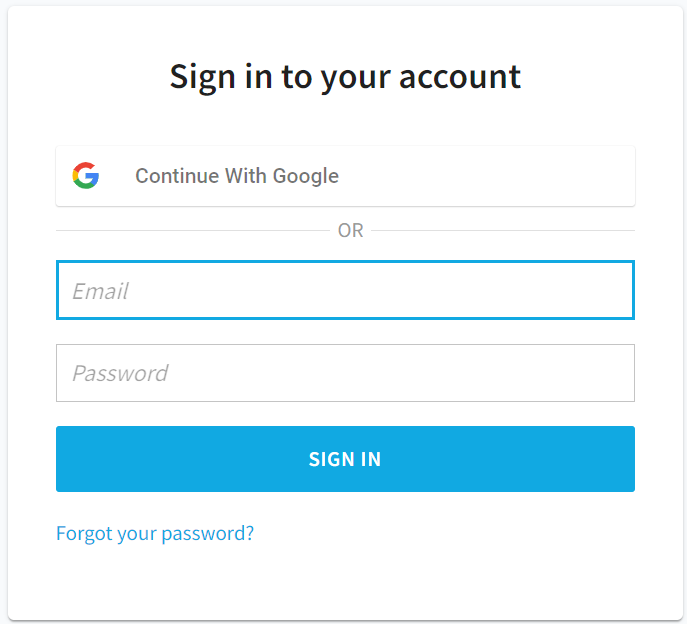 Sign in to your account
Continue With Google
OR
Email
Password
SIGN IN
Forgot your password?